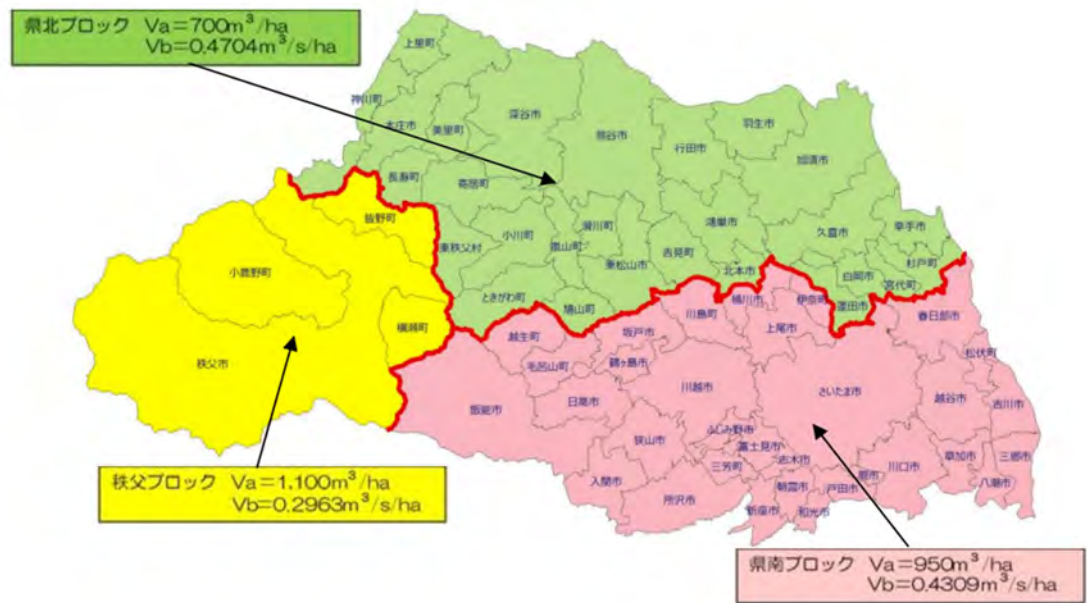 県北ブロック Va=700m³/ha
Vb=0.4704m³/s/ha
上里町
神川町
本庄市
美里町
深谷市
熊谷市
行田市
羽生市
加須市
長瀞町
寄居町
皆野町
東秩父村
小川町
嵐山町
滑川町
東松山市
吉見町
鴻巣市
北本市
久喜市
幸手市
白岡市
杉戸町
宮代町
蓮田市
ときがわ町
鳩山町
小鹿野町
横瀬町
秩父市
越生町
毛呂山町
坂戸市
鶴ヶ島市
川島町
桶川市
伊奈町
上尾市
春日部市
松伏町
飯能市
日高市
川越市
さいたま市
越谷市
吉川市
狭山市
ふじみ野市
富士見市
三芳町
志木市
入間市
所沢市
朝霞市
新座市
和光市
戸田市
蕨市
川口市
草加市
三郷市
八潮市
秩父ブロック Va=1,100m³/ha
Vb=0.2963m³/s/ha
県南ブロック Va=950m³/ha
Vb=0.4309m³/s/ha